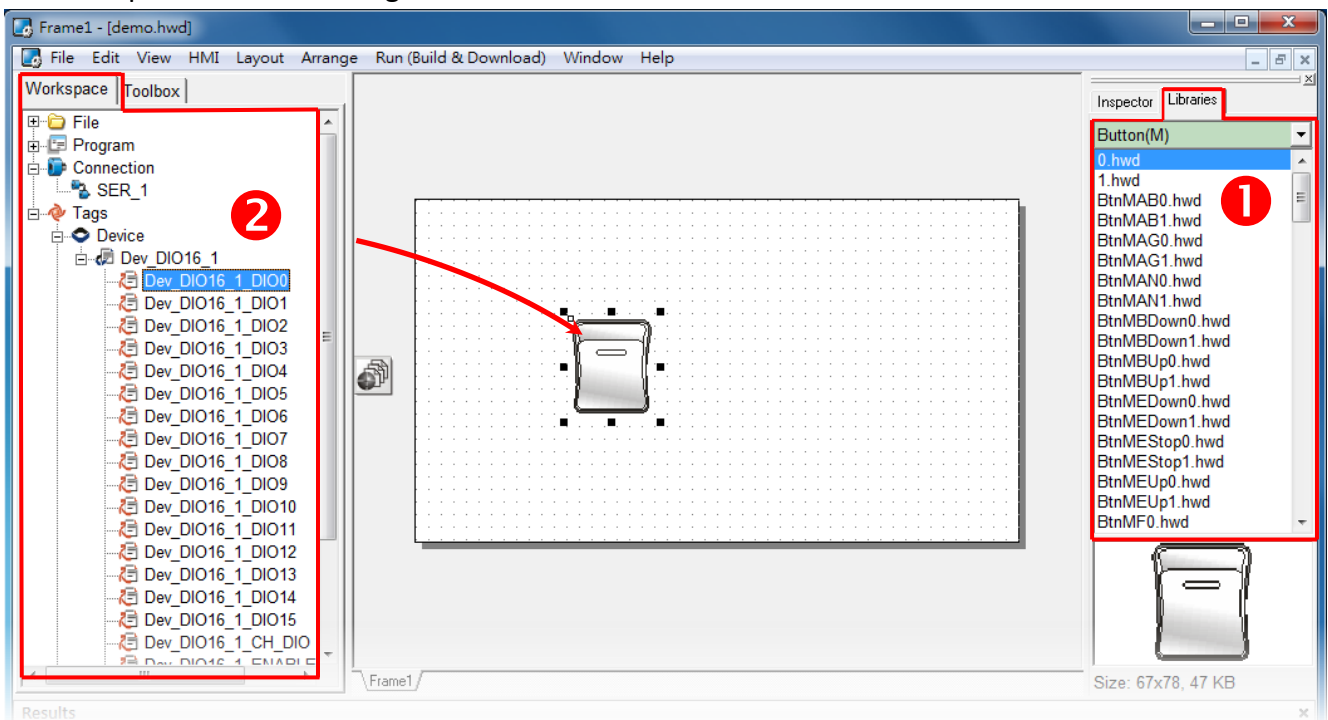 Frame1 - [demo.hwd]
File Edit View HMI Layout Arrange Run (Build & Download) Window Help
Workspace Toolbox
File
Program
Connection
SER_1
Tags
Device
Dev_DIO16_1
Dev_DIO16_1_DIO0
Dev_DIO16_1_DIO1
Dev_DIO16_1_DIO2
Dev_DIO16_1_DIO3
Dev_DIO16_1_DIO4
Dev_DIO16_1_DIO5
Dev_DIO16_1_DIO6
Dev_DIO16_1_DIO7
Dev_DIO16_1_DIO8
Dev_DIO16_1_DIO9
Dev_DIO16_1_DIO10
Dev_DIO16_1_DIO11
Dev_DIO16_1_DIO12
Dev_DIO16_1_DIO13
Dev_DIO16_1_DIO14
Dev_DIO16_1_DIO15
Dev_DIO16_1_CH_DIO
Dev_DIO16_1_ENABLE
2
Frame1
Inspector Libraries
Button(M)
0.hwd
1.hwd
BtnMAB0.hwd
BtnMAB1.hwd
BtnMAG0.hwd
BtnMAG1.hwd
BtnMAN0.hwd
BtnMAN1.hwd
BtnMBDown0.hwd
BtnMBDown1.hwd
BtnMBUp0.hwd
BtnMBUp1.hwd
BtnMEDown0.hwd
BtnMEDown1.hwd
BtnMEStop0.hwd
BtnMEStop1.hwd
BtnMEUp0.hwd
BtnMEUp1.hwd
BtnMF0.hwd
1
Size: 67x78, 47 KB
Results